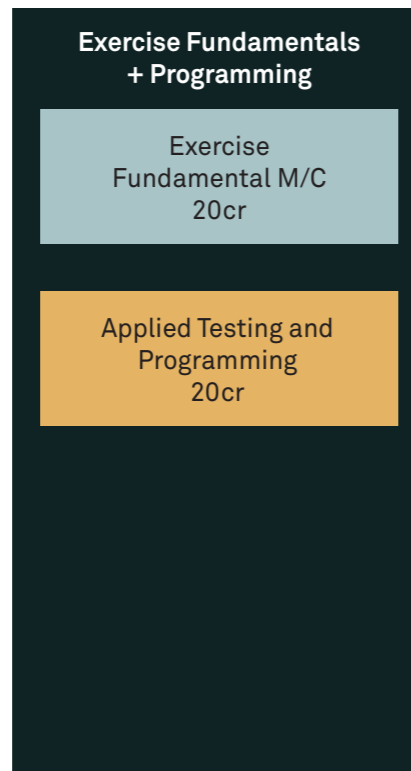 Exercise Fundamentals
+ Programming
Exercise
Fundamental M/C
20cr
Applied Testing and
Programming
20cr